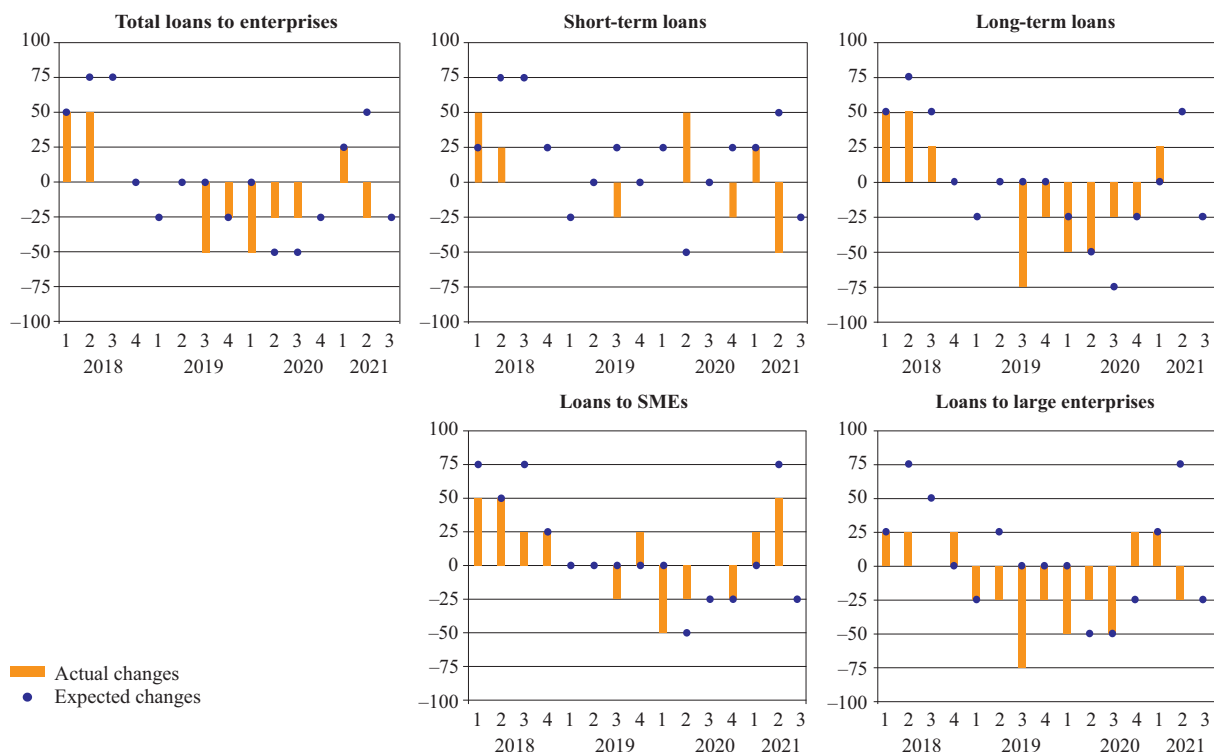 Total loans to enterprises
100
75
50
25
0
–25
–50
–75
–100
1 2 3 4 1 2 3 4 1 2 3 4 1 2 3
2018 2019 2020 2021
Short-term loans
100
75
50
25
0
–25
–50
–75
–100
1 2 3 4 1 2 3 4 1 2 3 4 1 2 3
2018 2019 2020 2021
Long-term loans
100
75
50
25
0
–25
–50
–75
–100
1 2 3 4 1 2 3 4 1 2 3 4 1 2 3
2018 2019 2020 2021
Loans to SMEs
100
75
50
25
0
–25
–50
–75
–100
1 2 3 4 1 2 3 4 1 2 3 4 1 2 3
2018 2019 2020 2021
Loans to large enterprises
100
75
50
25
0
–25
–50
–75
–100
1 2 3 4 1 2 3 4 1 2 3 4 1 2 3
2018 2019 2020 2021
Actual changes
Expected changes